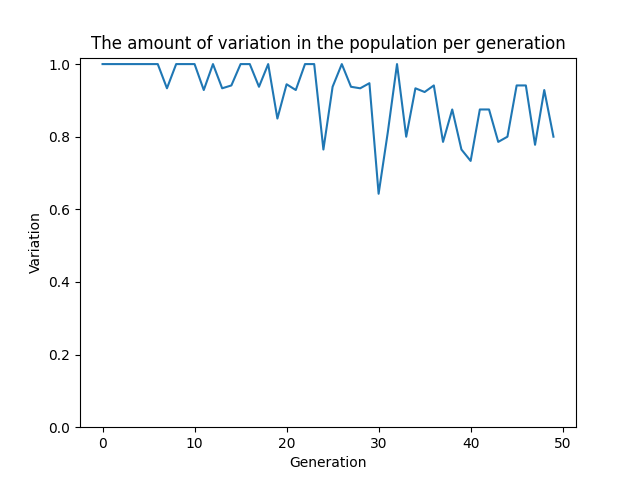 The amount of variation in the population per generation
1.0
0.8
0.6
0.4
0.2
0.0
Variation
0 10 20 30 40 50
Generation